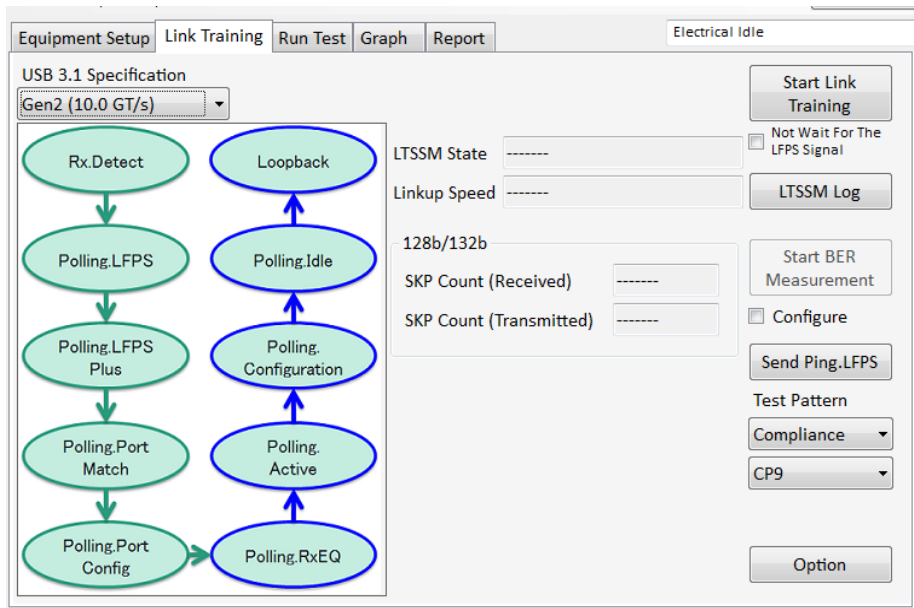 Equipment Setup
Link Training
Run Test
Graph
Report
Electrical Idle
USB 3.1 Specification
Gen2 (10.0 GT/s)
Rx.Detect
Polling.LFPS
Polling.LFPS
Plus
Polling.Port
Match
Polling.Port
Config
Loopback
Polling.Idle
Polling.
Configuration
Polling.
Active
Polling.RxEQ
LTSSM State
-------
Linkup Speed
-------
128b/132b
SKP Count (Received)
-------
SKP Count (Transmitted)
-------
Start Link
Training
Not Wait For The
LFPS Signal
LTSSM Log
Start BER
Measurement
Configure
Send Ping.LFPS
Test Pattern
Compliance
CP9
Option